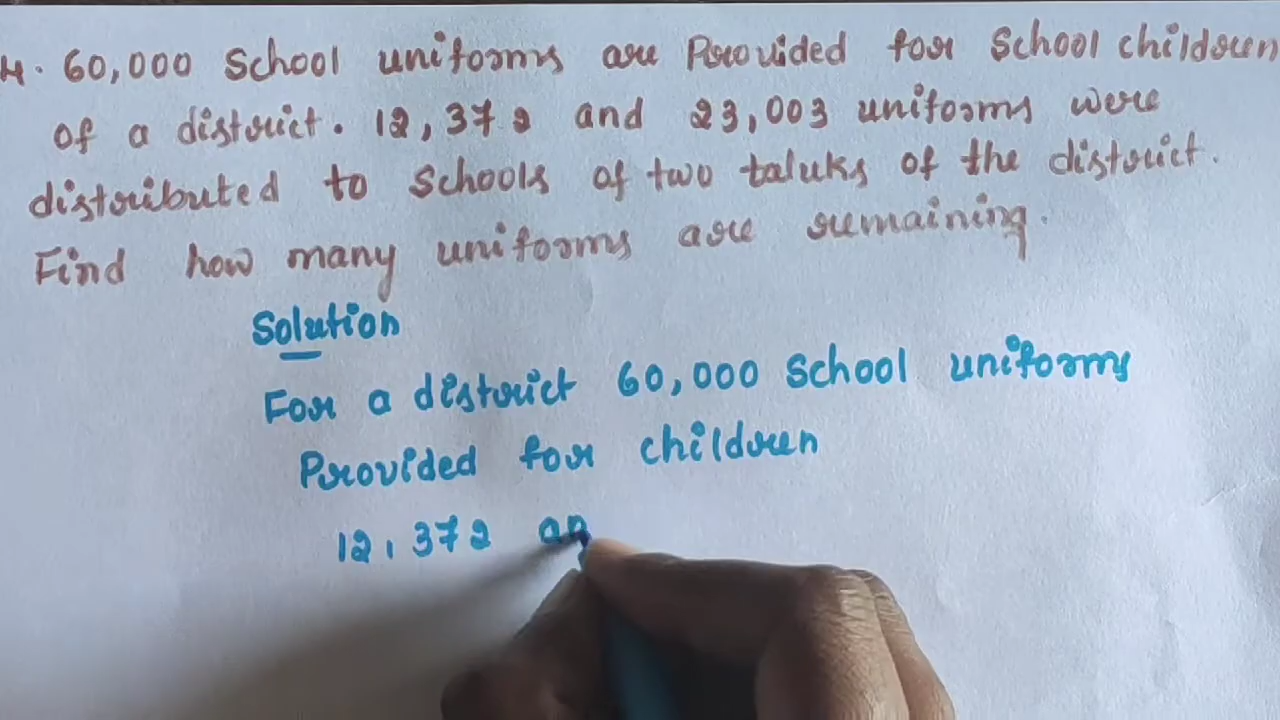 4. 60,000 School uniforms are Provided for School children
of a district. 12,372 and 23,003 uniforms were
distributed to Schools of two taluks of the district.
Find how many uniforms are remaining.
Solution
For a district 60,000 School uniforms
Provided for children
12,372 an